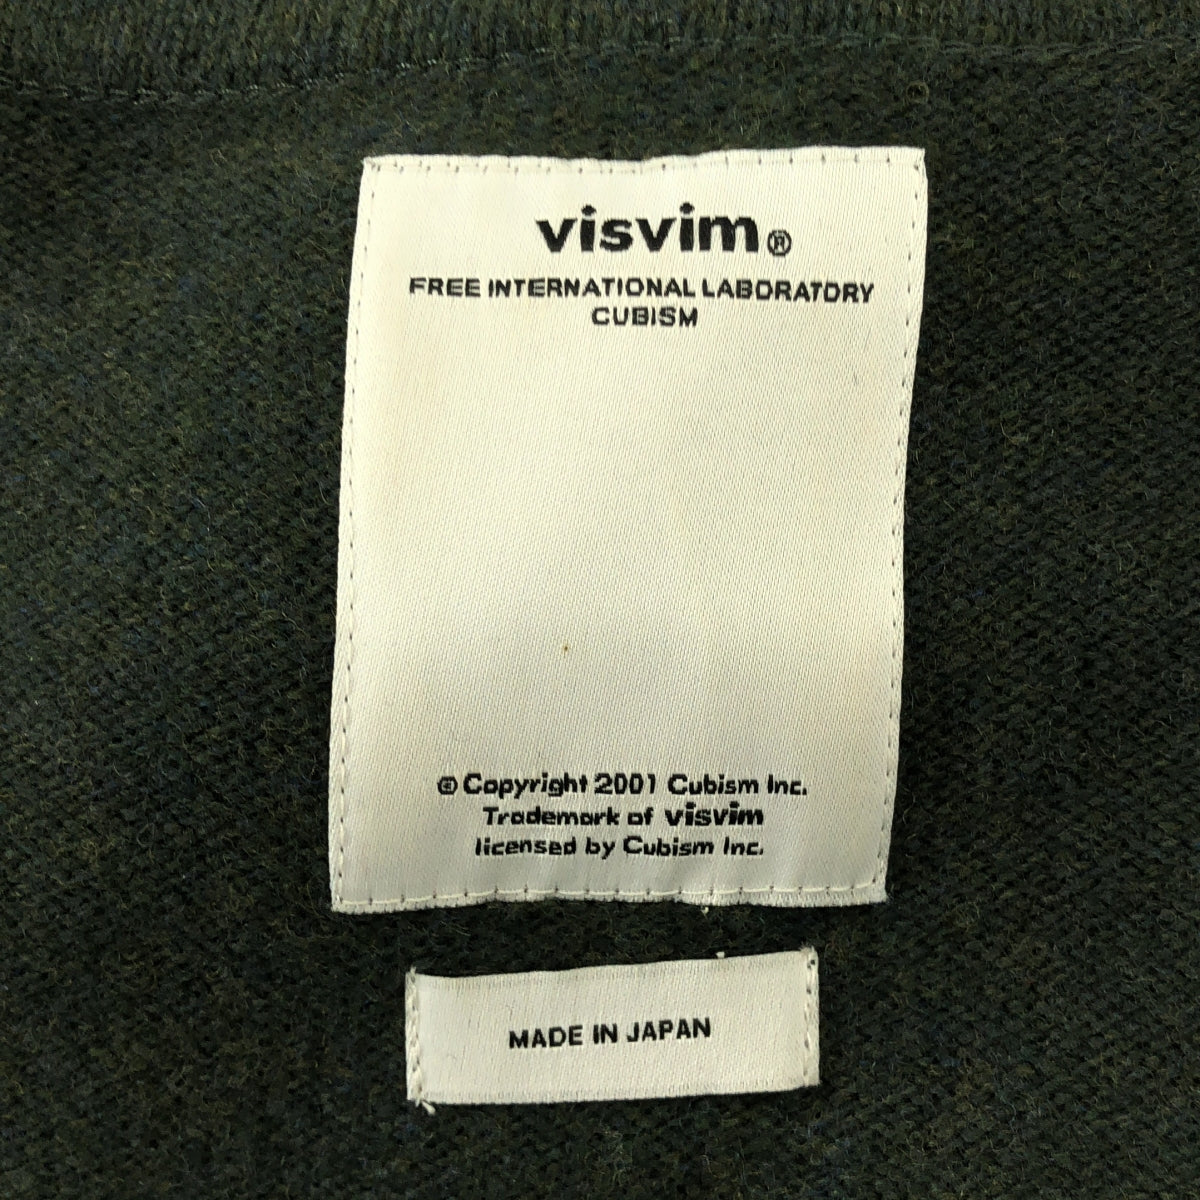 visvim®
FREE INTERNATIONAL LABORATORY
CUBISM
© Copyright 2001 Cubism Inc.
Trademark of visvim
licensed by Cubism Inc.
MADE IN JAPAN